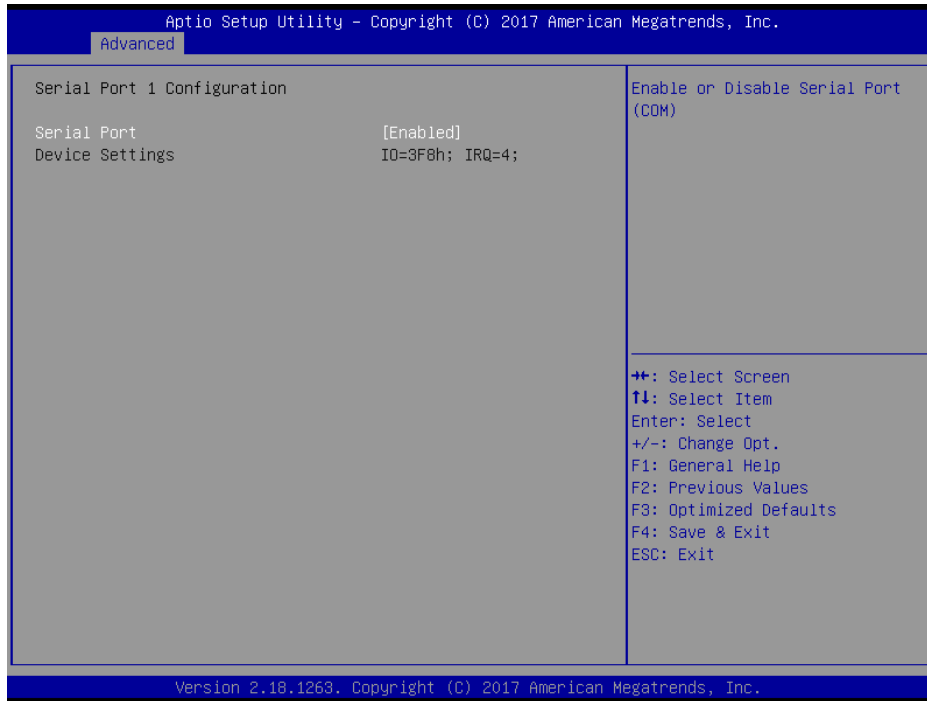 Aptio Setup Utility – Copyright (C) 2017 American Megatrends, Inc.
Advanced
Serial Port 1 Configuration
Serial Port [Enabled]
Device Settings IO=3F8h; IRQ=4;
Enable or Disable Serial Port
(COM)
→←: Select Screen
↑↓: Select Item
Enter: Select
+/-: Change Opt.
F1: General Help
F2: Previous Values
F3: Optimized Defaults
F4: Save & Exit
ESC: Exit
Version 2.18.1263. Copyright (C) 2017 American Megatrends, Inc.